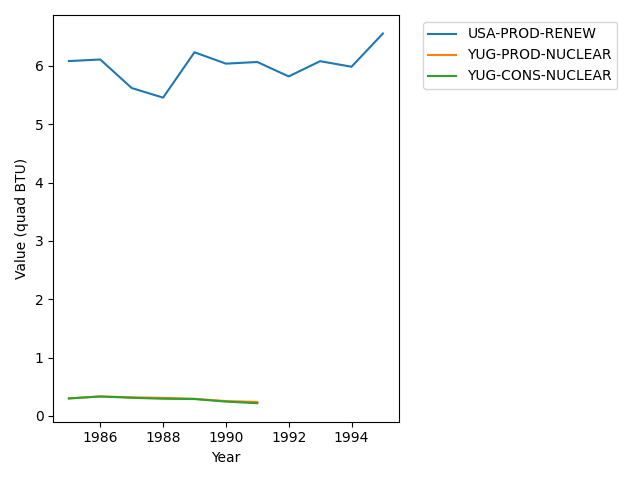 USA-PROD-RENEW
YUG-PROD-NUCLEAR
YUG-CONS-NUCLEAR
Value (quad BTU)
6
5
4
3
2
1
0
1986 1988 1990 1992 1994
Year